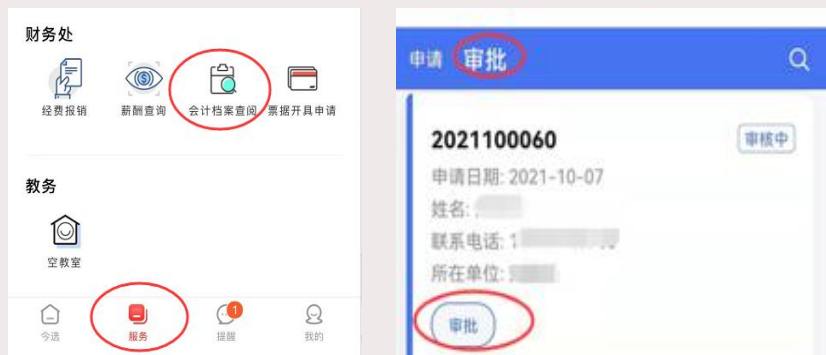 财务处
经费报销 薪酬查询 会计档案查阅 票据开具申请
教务
空教室
1
今选 服务 提醒 我的
申请 审批
2021100060 审核中
申请日期: 2021-10-07
姓名:
联系电话: 1
所在单位:
审批